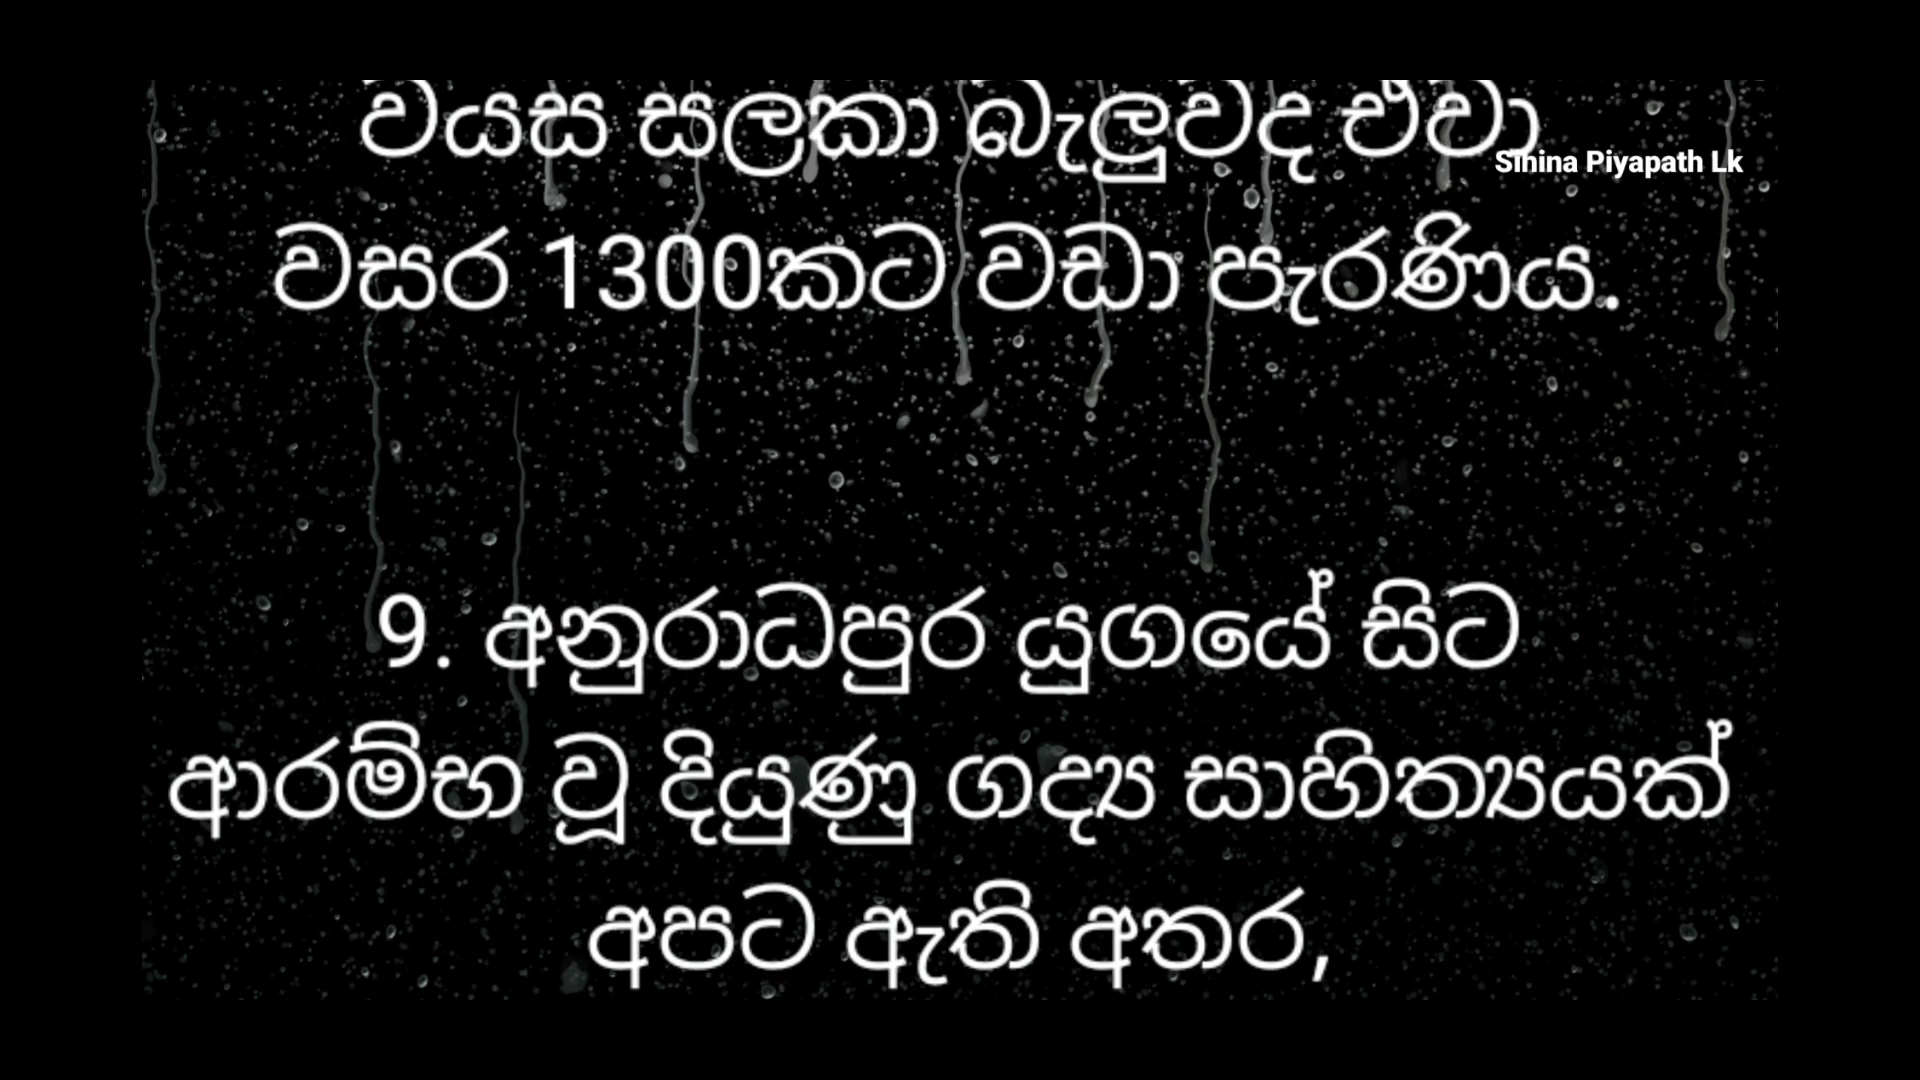 වයස සලකා බැලුවද ඒවා
Sihina Piyapath Lk
වසර 1300කට වඩා පැරණිය.
9. අනුරාධපුර යුගයේ සිට
ආරම්භ වූ දියුණු ගද්‍ය සාහිත්‍යයක්
අපට ඇති අතර,